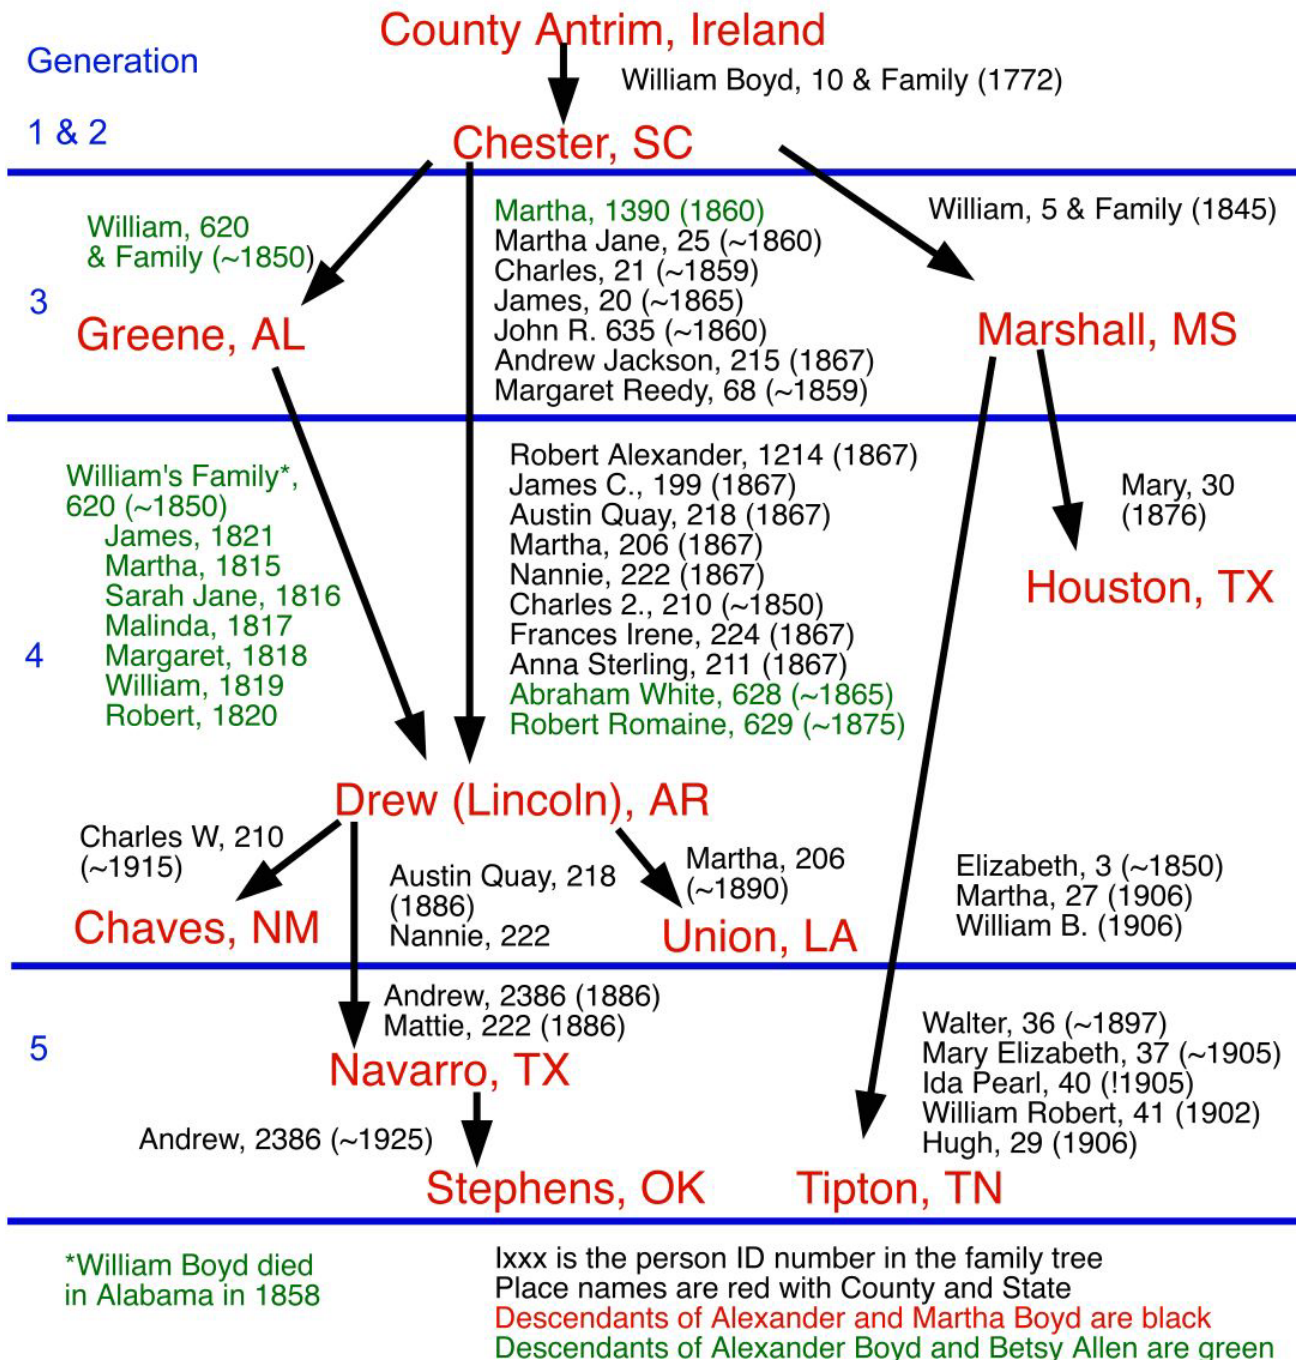 County Antrim, Ireland
Generation
William Boyd, 10 & Family (1772)
1 & 2
Chester, SC
William, 620
& Family (~1850)
Martha, 1390 (1860)
Martha Jane, 25 (~1860)
Charles, 21 (~1859)
James, 20 (~1865)
John R. 635 (~1860)
Andrew Jackson, 215 (1867)
Margaret Reedy, 68 (~1859)
William, 5 & Family (1845)
3
Greene, AL
Marshall, MS
William's Family*,
620 (~1850)
James, 1821
Martha, 1815
Sarah Jane, 1816
Malinda, 1817
Margaret, 1818
William, 1819
Robert, 1820
4
Robert Alexander, 1214 (1867)
James C., 199 (1867)
Austin Quay, 218 (1867)
Martha, 206 (1867)
Nannie, 222 (1867)
Charles 2., 210 (~1850)
Frances Irene, 224 (1867)
Anna Sterling, 211 (1867)
Abraham White, 628 (~1865)
Robert Romaine, 629 (~1875)
Mary, 30
(1876)
Houston, TX
Drew (Lincoln), AR
Charles W, 210
(~1915)
Chaves, NM
Austin Quay, 218
(1886)
Nannie, 222
Martha, 206
(~1890)
Union, LA
Elizabeth, 3 (~1850)
Martha, 27 (1906)
William B. (1906)
5
Andrew, 2386 (1886)
Mattie, 222 (1886)
Navarro, TX
Walter, 36 (~1897)
Mary Elizabeth, 37 (~1905)
Ida Pearl, 40 (!1905)
William Robert, 41 (1902)
Hugh, 29 (1906)
Andrew, 2386 (~1925)
Stephens, OK
Tipton, TN
*William Boyd died
in Alabama in 1858
Ixxx is the person ID number in the family tree
Place names are red with County and State
Descendants of Alexander and Martha Boyd are black
Descendants of Alexander Boyd and Betsy Allen are green